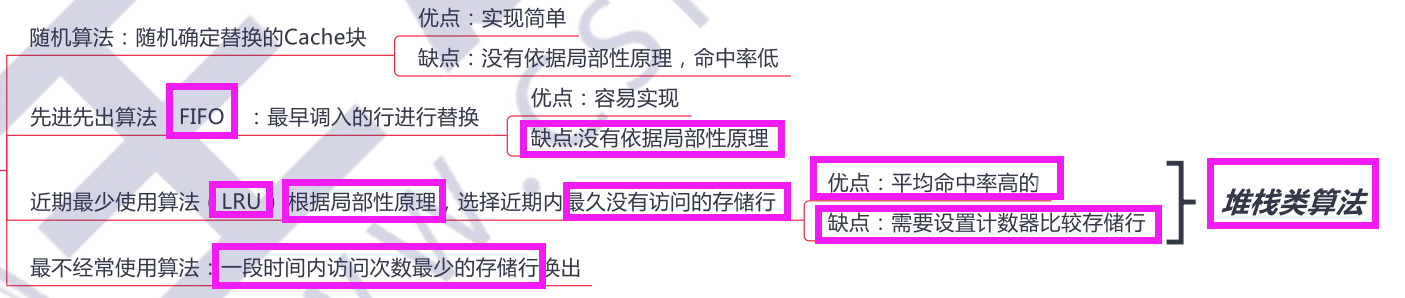 优点：实现简单
随机算法：随机确定替换的Cache块
缺点：没有依据局部性原理，命中率低
优点：容易实现
先进先出算法 FIFO ：最早调入的行进行替换
缺点:没有依据局部性原理
优点：平均命中率高的
近期最少使用算法（LRU）根据局部性原理，选择近期内最久没有访问的存储行
堆栈类算法
缺点：需要设置计数器比较存储行
最不经常使用算法：一段时间内访问次数最少的存储行换出